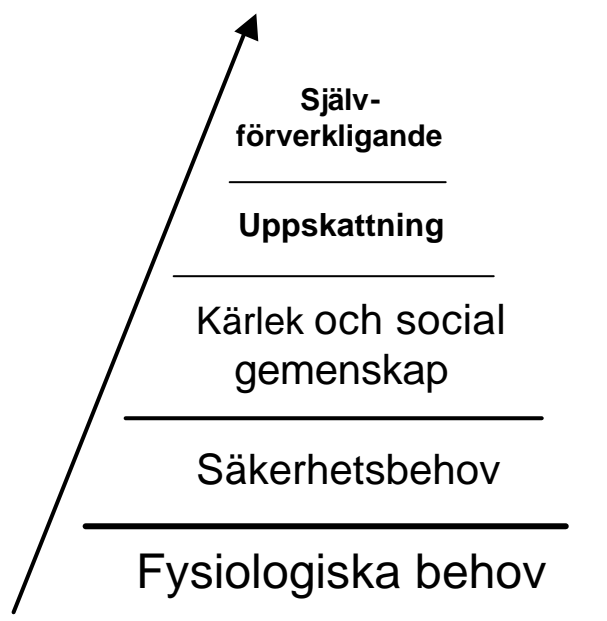 Själv-
förverkligande
Uppskattning
Kärlek och social
gemenskap
Säkerhetsbehov
Fysiologiska behov